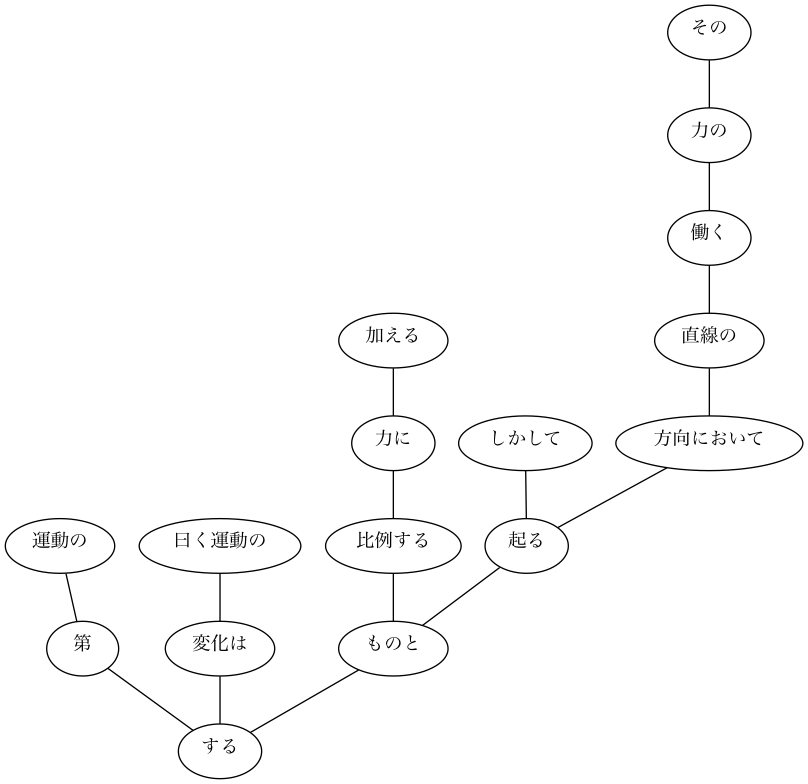 その
力の
働く
加える
直線の
力に
しかして
方向において
運動の
曰く運動の
比例する
起る
第
変化は
ものと
する